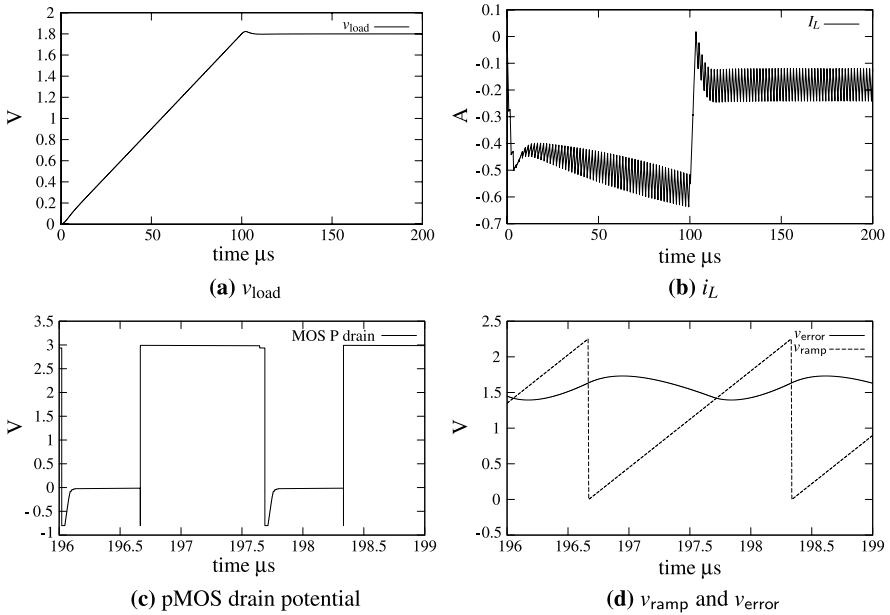 2
1.8
1.6
1.4
1.2
1
0.8
0.6
0.4
0.2
0
V
v_load
0 50 100 150 200
time μs
(a) v_load
0.1
0
-0.1
-0.2
-0.3
-0.4
-0.5
-0.6
-0.7
A
I_L
0 50 100 150 200
time μs
(b) i_L
3.5
3
2.5
2
1.5
1
0.5
0
-0.5
-1
V
MOS P drain
196 196.5 197 197.5 198 198.5 199
time μs
(c) pMOS drain potential
2.5
2
1.5
1
0.5
0
-0.5
V
v_error
v_ramp
196 196.5 197 197.5 198 198.5 199
time μs
(d) v_ramp and v_error